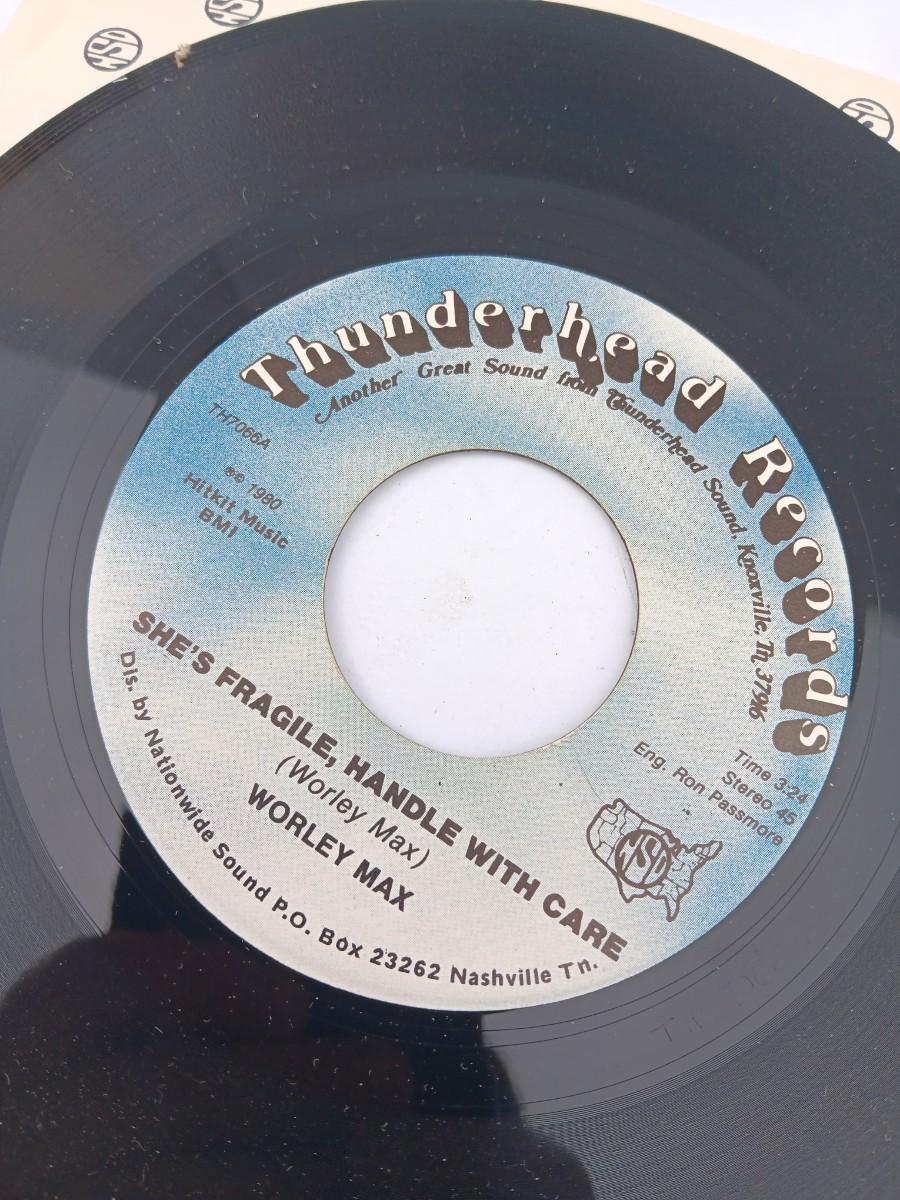 Thunderhead Records
Another Great Sound from Thunderhead Sound, Knoxville, Tn 37916
TH7066A
℗© 1980
Hitkit Music
BMI
Time 3:24
Stereo 45
Eng. Ron Passmore
SHE'S FRAGILE, HANDLE WITH CARE
(Worley Max)
WORLEY MAX
Dis. by Nationwide Sound P.O. Box 23262 Nashville Tn.